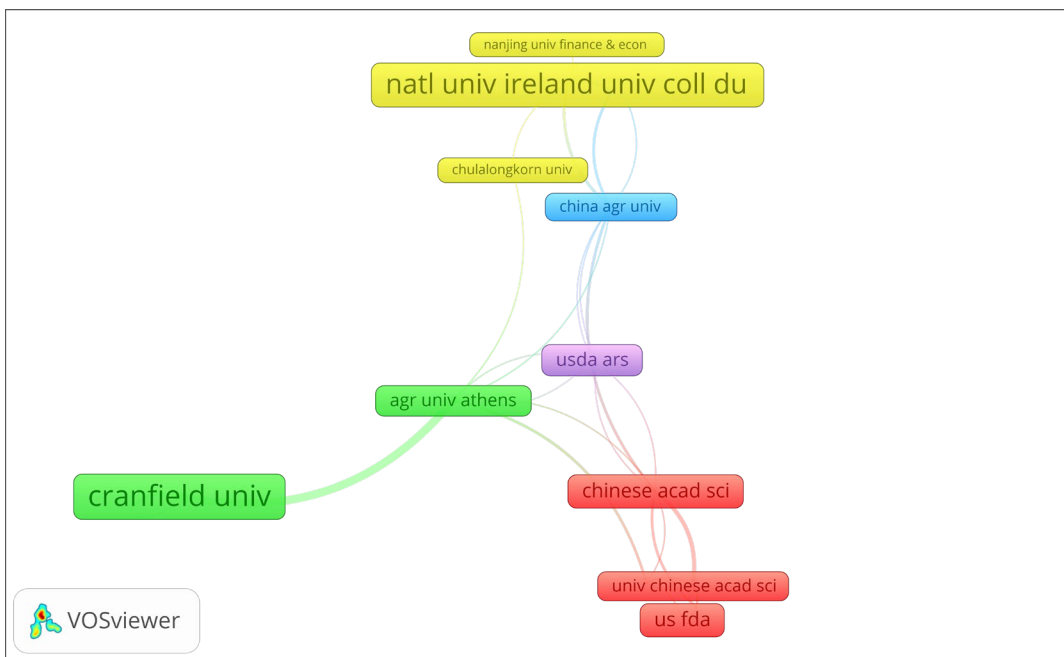 nanjing univ finance & econ
natl univ ireland univ coll du
chulalongkorn univ
china agr univ
usda ars
agr univ athens
cranfield univ
chinese acad sci
univ chinese acad sci
us fda
VOSviewer